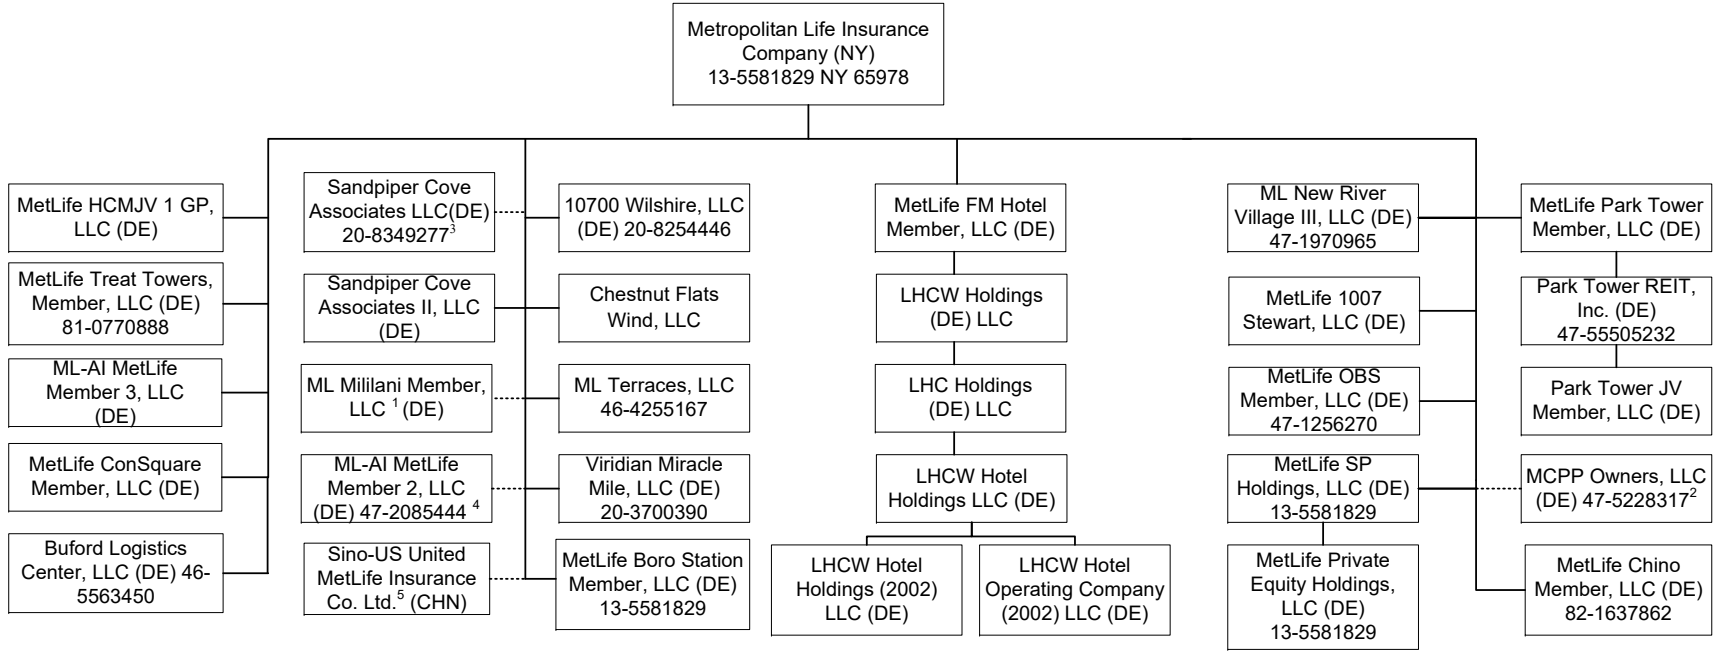 Metropolitan Life Insurance
Company (NY)
13-5581829 NY 65978
MetLife HCMJV 1 GP,
LLC (DE)
MetLife Treat Towers,
Member, LLC (DE)
81-0770888
ML-AI MetLife
Member 3, LLC
(DE)
MetLife ConSquare
Member, LLC (DE)
Buford Logistics
Center, LLC (DE) 46-
5563450
Sandpiper Cove
Associates LLC(DE)
20-8349277³
Sandpiper Cove
Associates II, LLC
(DE)
ML Mililani Member,
LLC ¹ (DE)
ML-AI MetLife
Member 2, LLC
(DE) 47-2085444 ⁴
Sino-US United
MetLife Insurance
Co. Ltd.⁵ (CHN)
10700 Wilshire, LLC
(DE) 20-8254446
Chestnut Flats
Wind, LLC
ML Terraces, LLC
46-4255167
Viridian Miracle
Mile, LLC (DE)
20-3700390
MetLife Boro Station
Member, LLC (DE)
13-5581829
MetLife FM Hotel
Member, LLC (DE)
LHCW Holdings
(DE) LLC
LHC Holdings
(DE) LLC
LHCW Hotel
Holdings LLC (DE)
LHCW Hotel
Holdings (2002)
LLC (DE)
LHCW Hotel
Operating Company
(2002) LLC (DE)
ML New River
Village III, LLC (DE)
47-1970965
MetLife 1007
Stewart, LLC (DE)
MetLife OBS
Member, LLC (DE)
47-1256270
MetLife SP
Holdings, LLC (DE)
13-5581829
MetLife Private
Equity Holdings,
LLC (DE)
13-5581829
MetLife Park Tower
Member, LLC (DE)
Park Tower REIT,
Inc. (DE)
47-55505232
Park Tower JV
Member, LLC (DE)
MCPP Owners, LLC
(DE) 47-5228317²
MetLife Chino
Member, LLC (DE)
82-1637862